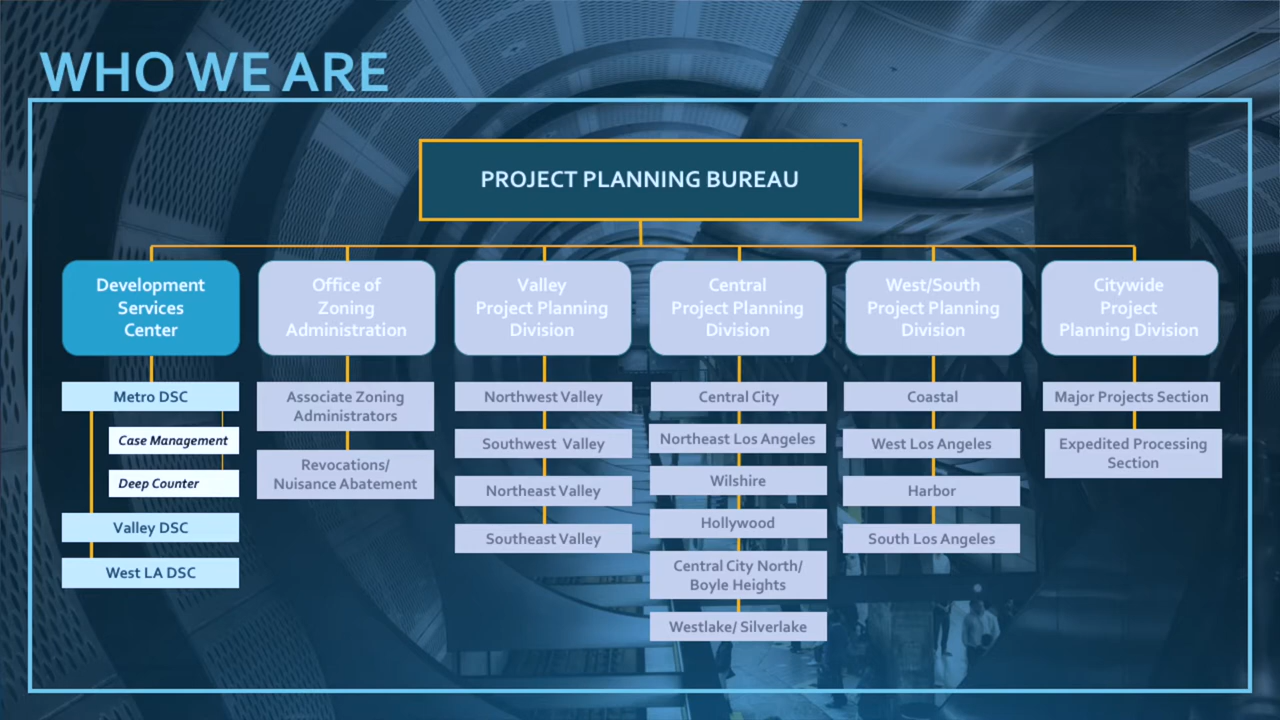 WHO WE ARE
PROJECT PLANNING BUREAU
Development
Services
Center
Metro DSC
Case Management
Deep Counter
Valley DSC
West LA DSC
Office of
Zoning
Administration
Associate Zoning
Administrators
Revocations/
Nuisance Abatement
Valley
Project Planning
Division
Northwest Valley
Southwest Valley
Northeast Valley
Southeast Valley
Central
Project Planning
Division
Central City
Northeast Los Angeles
Wilshire
Hollywood
Central City North/
Boyle Heights
Westlake/ Silverlake
West/South
Project Planning
Division
Coastal
West Los Angeles
Harbor
South Los Angeles
Citywide
Project
Planning Division
Major Projects Section
Expedited Processing
Section